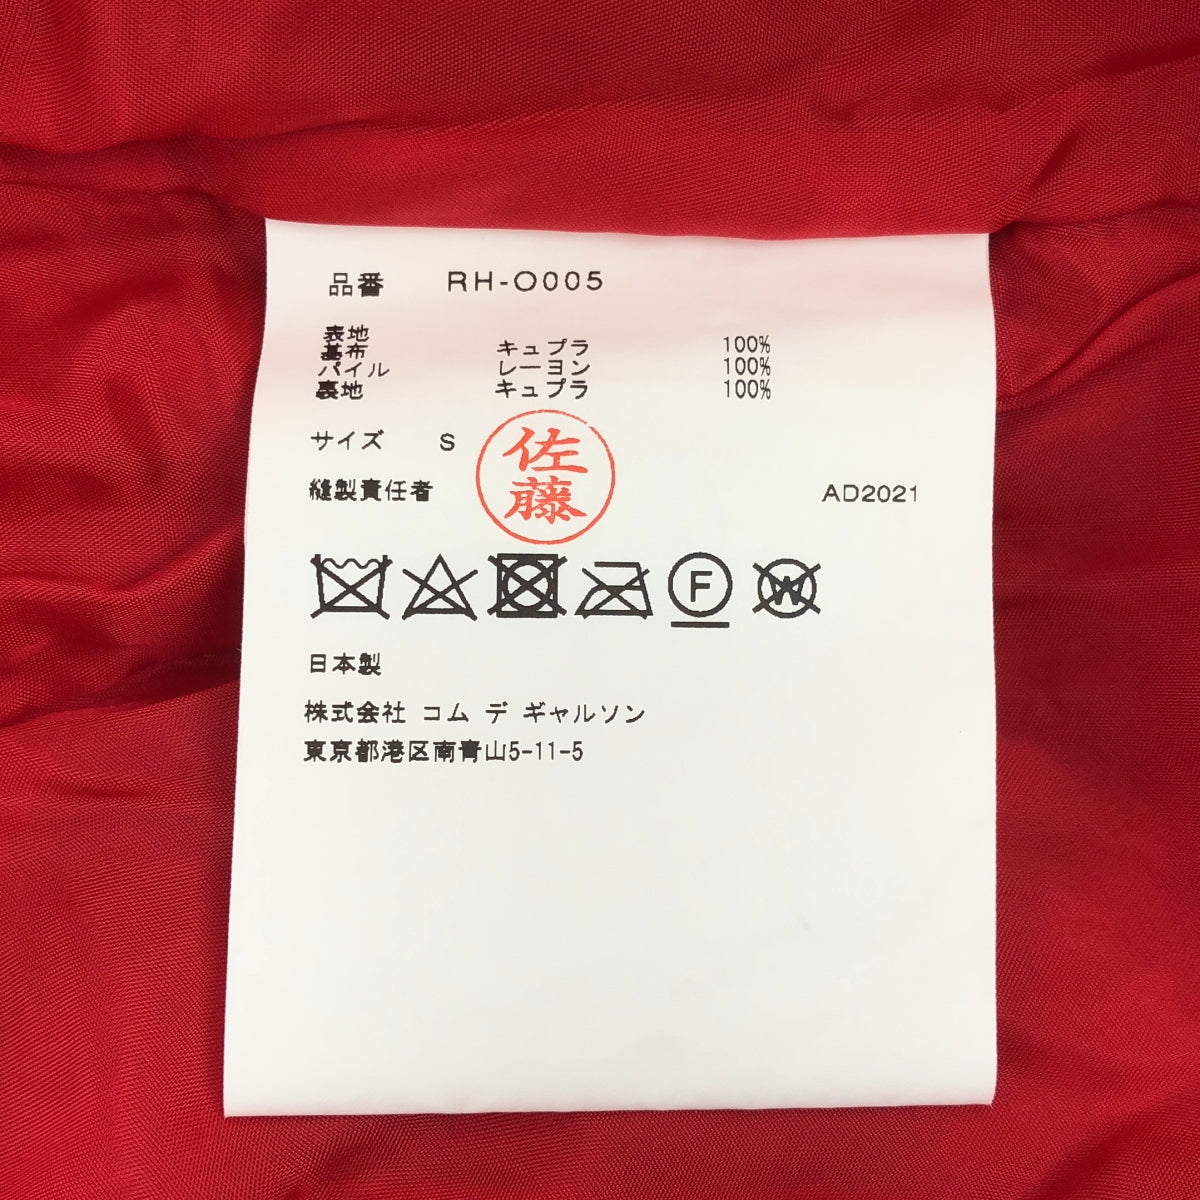 品番 RH-O005
表地
基布 キュプラ 100%
パイル レーヨン 100%
裏地 キュプラ 100%
サイズ S
佐藤
縫製責任者 AD2021
F W
日本製
株式会社 コム デ ギャルソン
東京都港区南青山5-11-5